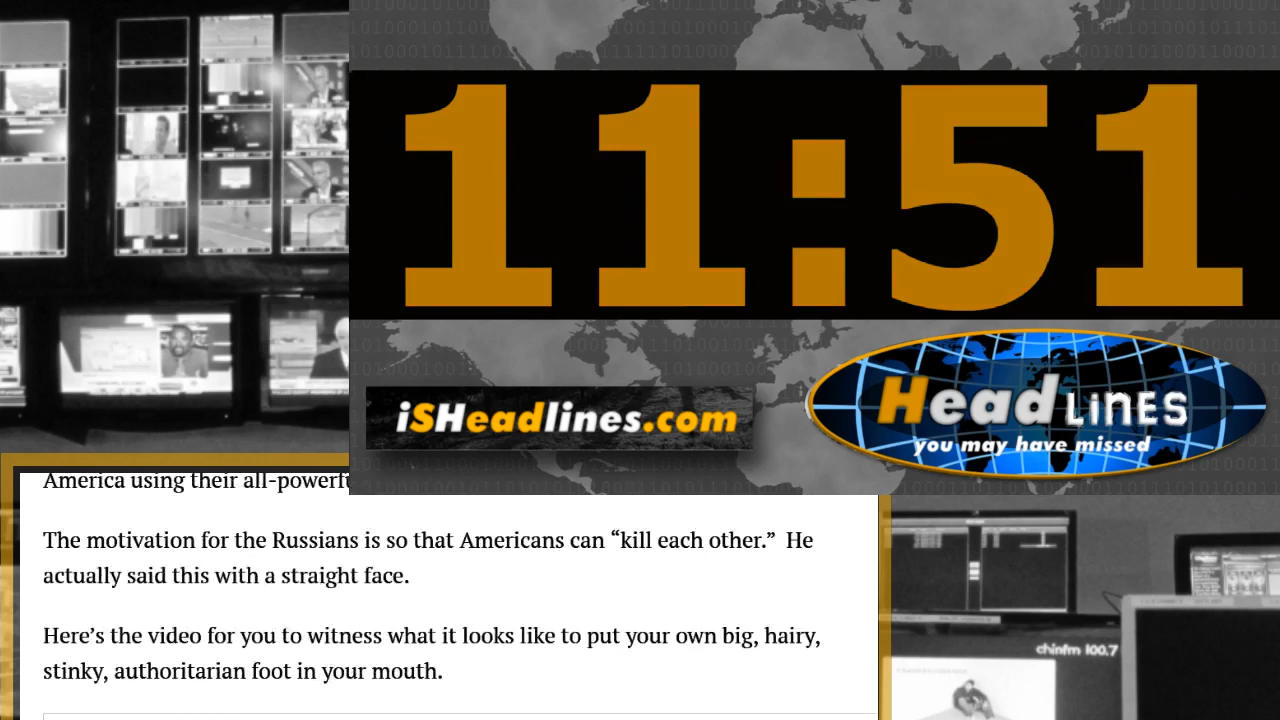 11:51
iSHeadlines.com
HeadLiNES
you may have missed
America using their all-
The motivation for the Russians is so that Americans can “kill each other.”  He
actually said this with a straight face.
Here’s the video for you to witness what it looks like to put your own big, hairy,
stinky, authoritarian foot in your mouth.
chinfm 100.7